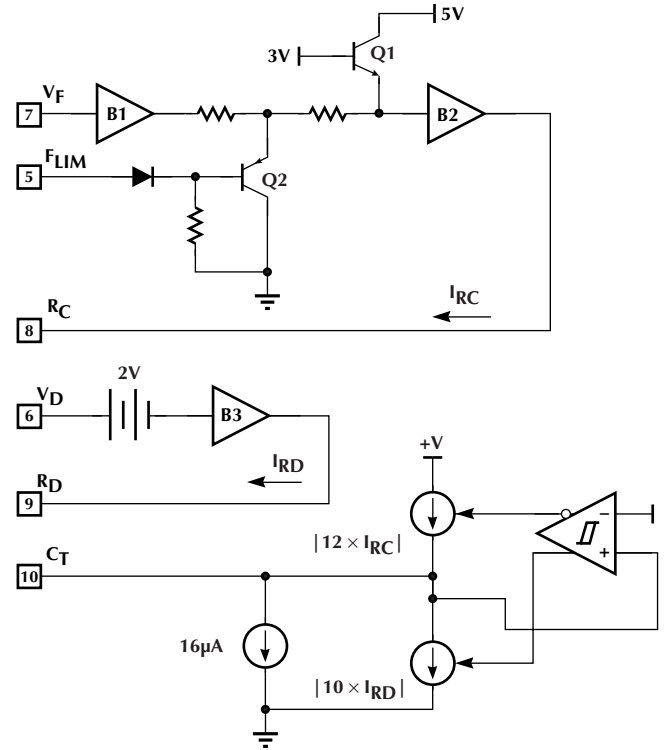 5V
3V
Q1
VF
7
B1
B2
FLIM
5
Q2
RC
8
IRC
2V
VD
6
B3
IRD
RD
9
+V
−
+
|12 × IRC|
CT
10
16µA
|10 × IRD|